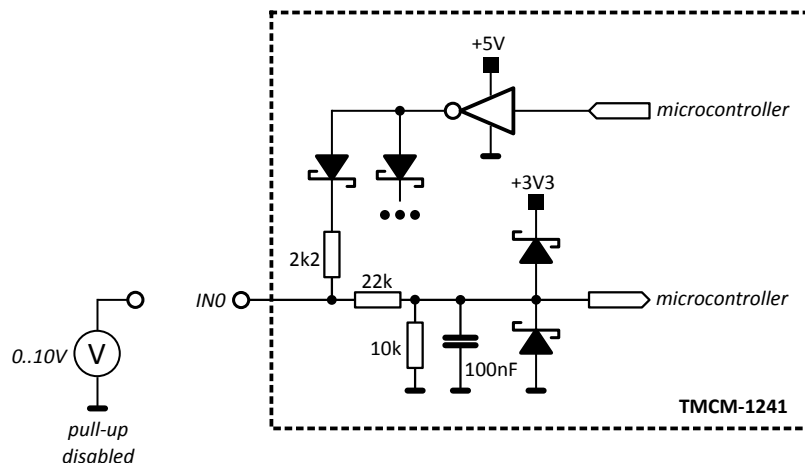 +5V
microcontroller
+3V3
2k2
22k
IN0
microcontroller
V
0..10V
10k
100nF
TMCM-1241
pull-up
disabled